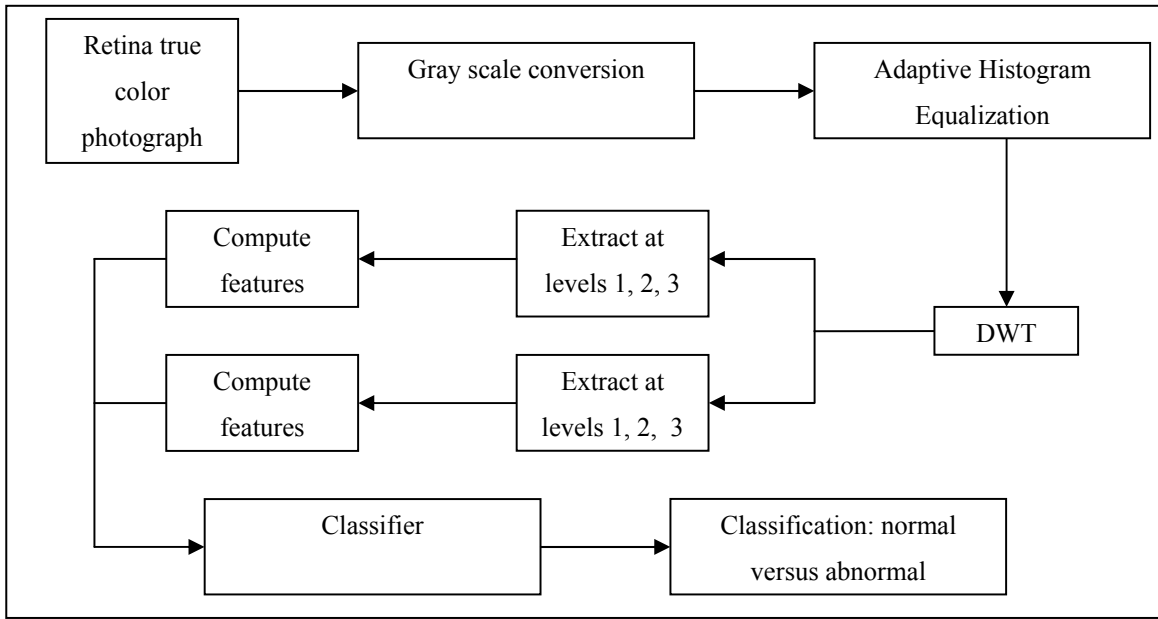 Retina true
color
photograph
Gray scale conversion
Adaptive Histogram
Equalization
Compute
features
Extract at
levels 1, 2, 3
DWT
Compute
features
Extract at
levels 1, 2,  3
Classifier
Classification: normal
versus abnormal